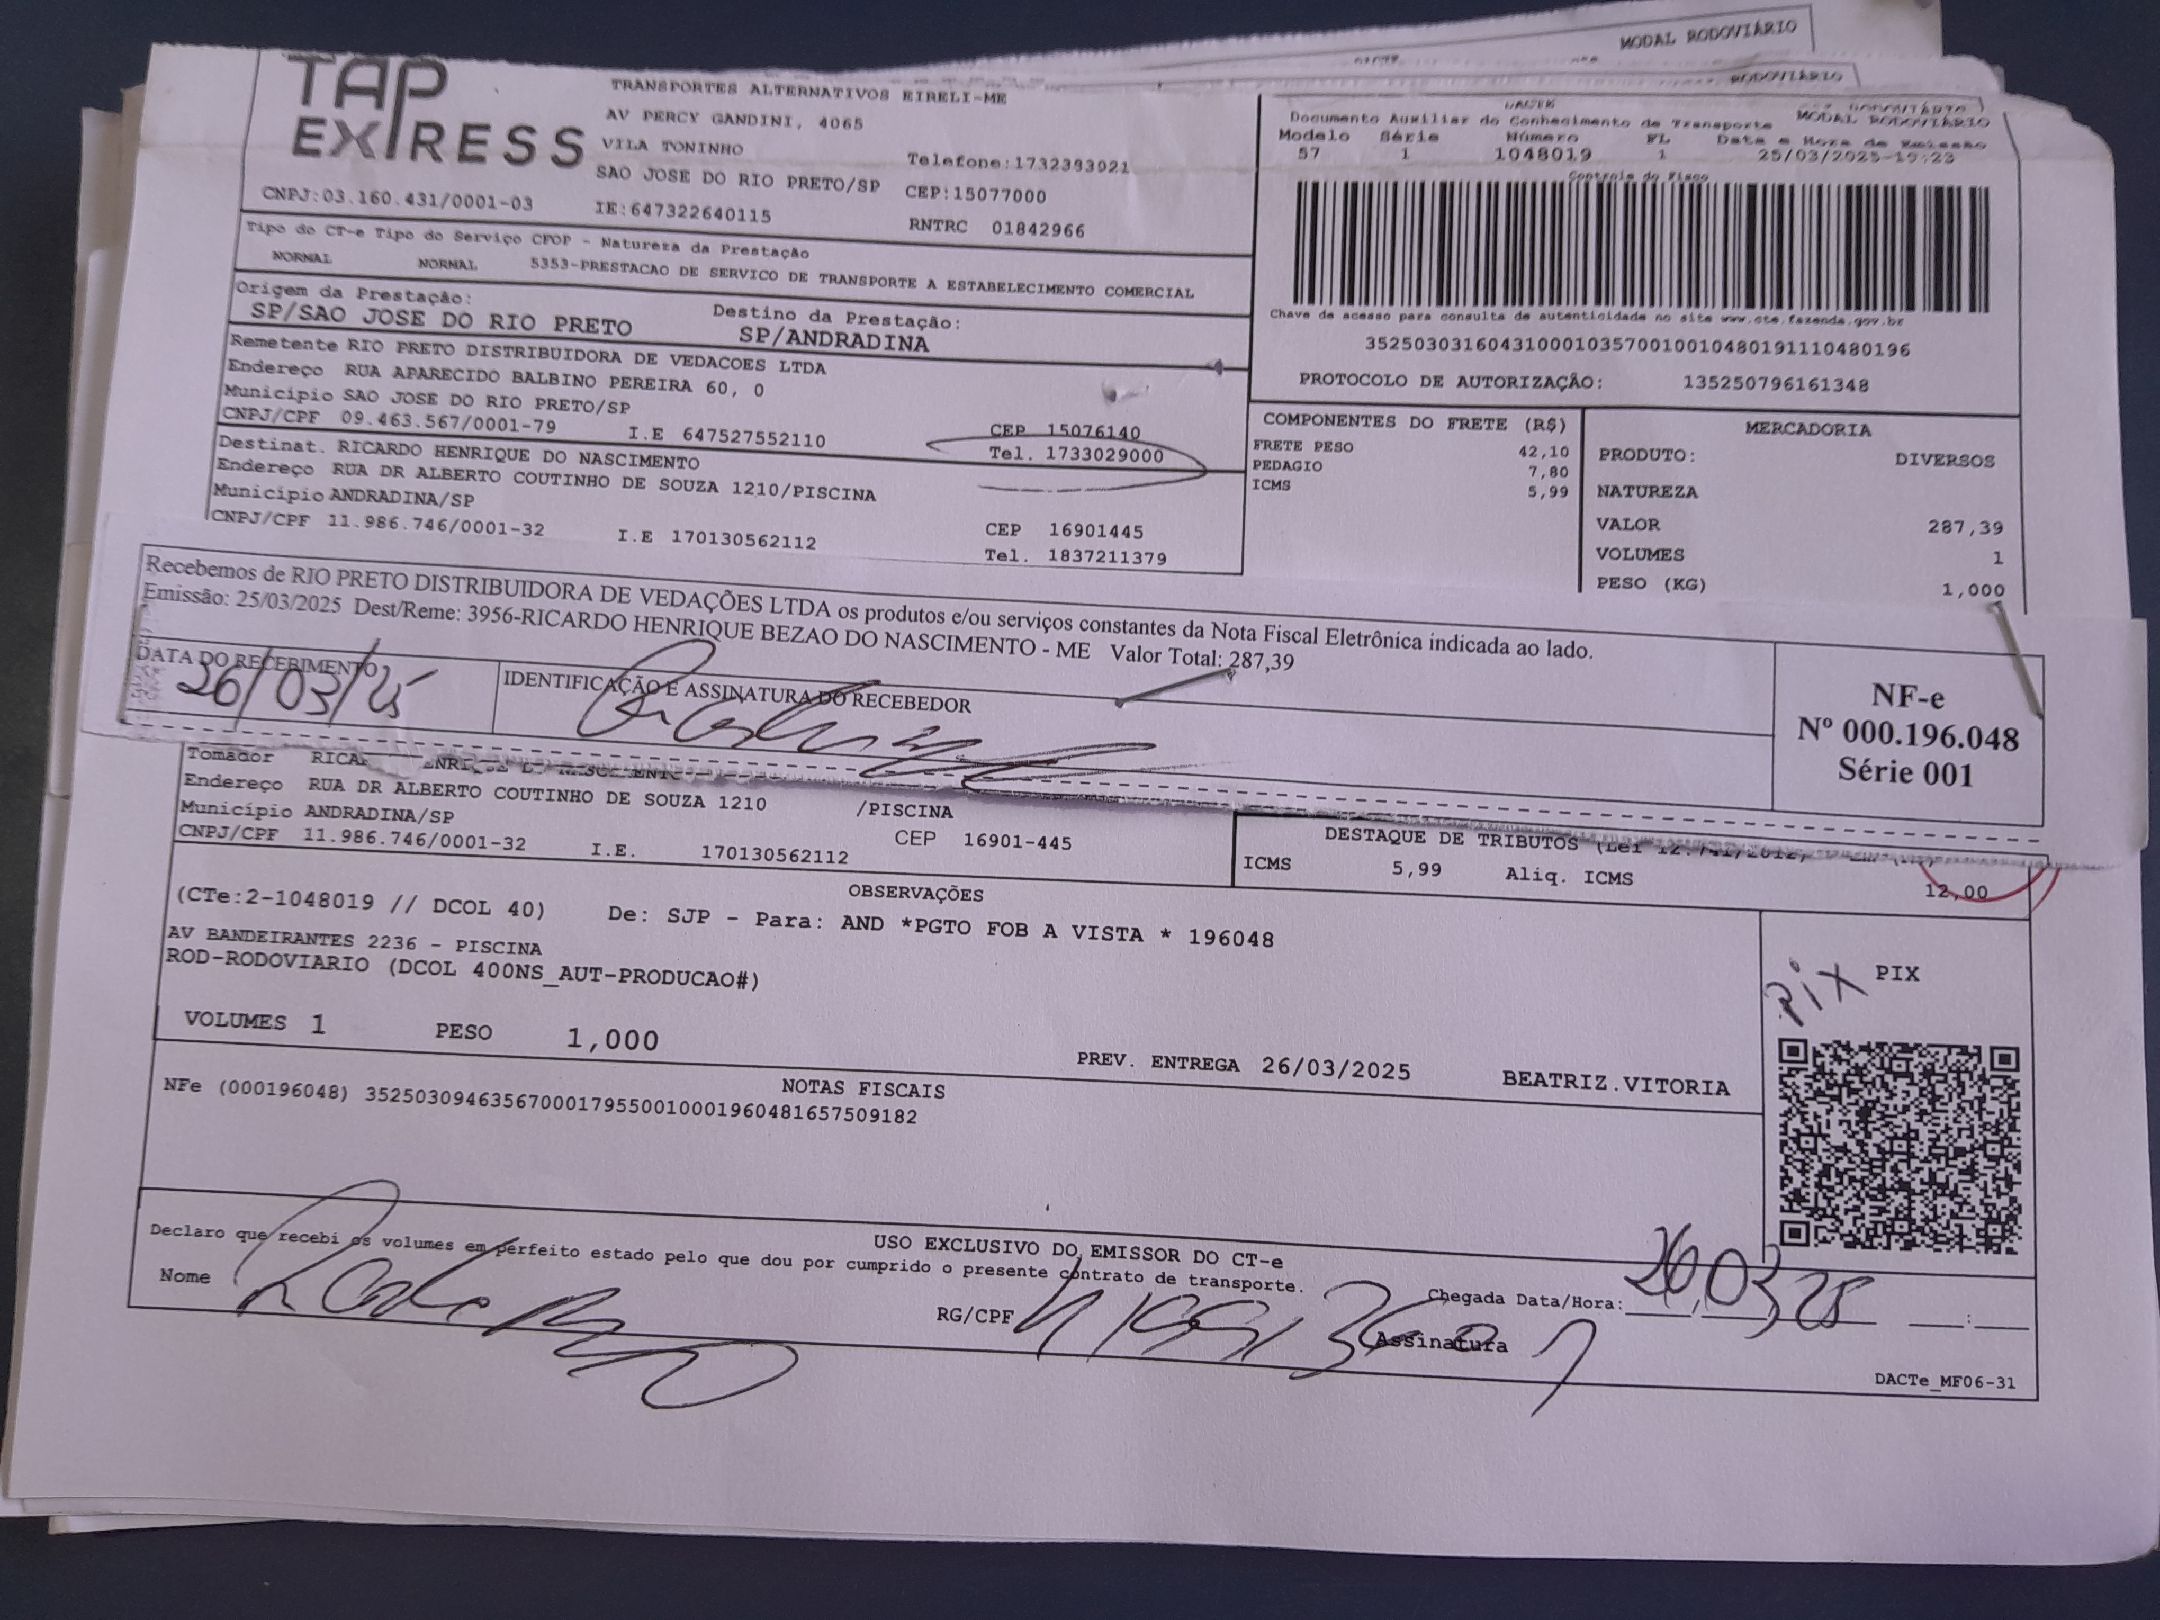 MODAL RODOVIÁRIO
RODOVIÁRIO
MODAL RODOVIÁRIO
TAP
EXPRESS
TRANSPORTES ALTERNATIVOS EIRELI-ME
AV PERCY GANDINI, 4065
VILA TONINHO
Telefone:1732393921
SAO JOSE DO RIO PRETO/SP CEP:15077000
CNPJ:03.160.431/0001-03 IE:647322640115 RNTRC 01842966
DACTE
Documento Auxiliar do Conhecimento de Transporte
Modelo Série Número FL Data e Hora de Emissão
57 1 1048019 1 25/03/2025-19:23
Controle do Fisco
Tipo do CT-e Tipo do Serviço CFOP - Natureza da Prestação
NORMAL NORMAL 5353-PRESTACAO DE SERVICO DE TRANSPORTE A ESTABELECIMENTO COMERCIAL
Origem da Prestação: Destino da Prestação:
SP/SAO JOSE DO RIO PRETO SP/ANDRADINA
Chave de acesso para consulta de autenticidade no site www.cte.fazenda.gov.br
35250303160431000103570010010480191110480196
PROTOCOLO DE AUTORIZAÇÃO: 135250796161348
Remetente RIO PRETO DISTRIBUIDORA DE VEDACOES LTDA
Endereço RUA APARECIDO BALBINO PEREIRA 60, 0
Município SAO JOSE DO RIO PRETO/SP CEP 15076140
CNPJ/CPF 09.463.567/0001-79 I.E 647527552110 Tel. 1733029000
Destinat. RICARDO HENRIQUE DO NASCIMENTO
Endereço RUA DR ALBERTO COUTINHO DE SOUZA 1210/PISCINA
Município ANDRADINA/SP CEP 16901445
CNPJ/CPF 11.986.746/0001-32 I.E 170130562112 Tel. 1837211379
COMPONENTES DO FRETE (R$)
FRETE PESO 42,10
PEDAGIO 7,80
ICMS 5,99
MERCADORIA
PRODUTO: DIVERSOS
NATUREZA
VALOR 287,39
VOLUMES 1
PESO (KG) 1,000
Recebemos de RIO PRETO DISTRIBUIDORA DE VEDAÇÕES LTDA os produtos e/ou serviços constantes da Nota Fiscal Eletrônica indicada ao lado.
Emissão: 25/03/2025 Dest/Reme: 3956-RICARDO HENRIQUE BEZAO DO NASCIMENTO - ME Valor Total: 287,39
DATA DO RECEBIMENTO IDENTIFICAÇÃO E ASSINATURA DO RECEBEDOR
26/03/25
NF-e
Nº 000.196.048
Série 001
Tomador
Endereço RUA DR ALBERTO COUTINHO DE SOUZA 1210 /PISCINA
Município ANDRADINA/SP CEP 16901-445
CNPJ/CPF 11.986.746/0001-32 I.E. 170130562112
DESTAQUE DE TRIBUTOS
ICMS 5,99 Aliq. ICMS 12,00
OBSERVAÇÕES
(CTe:2-1048019 // DCOL 40) De: SJP - Para: AND *PGTO FOB A VISTA * 196048
AV BANDEIRANTES 2236 - PISCINA
ROD-RODOVIARIO (DCOL 400NS_AUT-PRODUCAO#)
VOLUMES 1 PESO 1,000
PREV. ENTREGA 26/03/2025 BEATRIZ.VITORIA
PIX PIX
NOTAS FISCAIS
NFe (000196048) 35250309463567000179550010001960481657509182
USO EXCLUSIVO DO EMISSOR DO CT-e
Declaro que recebi os volumes em perfeito estado pelo que dou por cumprido o presente contrato de transporte.
Nome RG/CPF Assinatura
Chegada Data/Hora:
DACTe_MF06-31